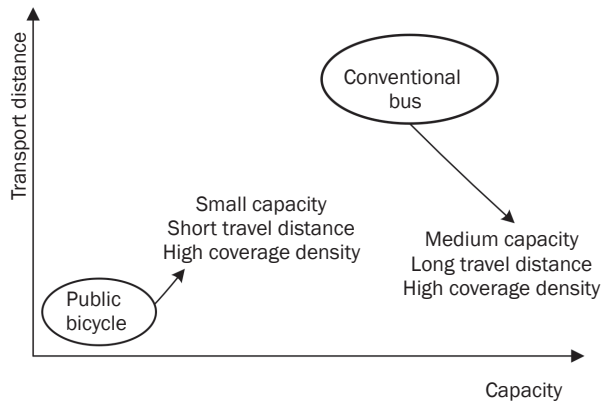 Transport distance
Conventional
bus
Small capacity
Short travel distance
High coverage density
Medium capacity
Long travel distance
High coverage density
Public
bicycle
Capacity